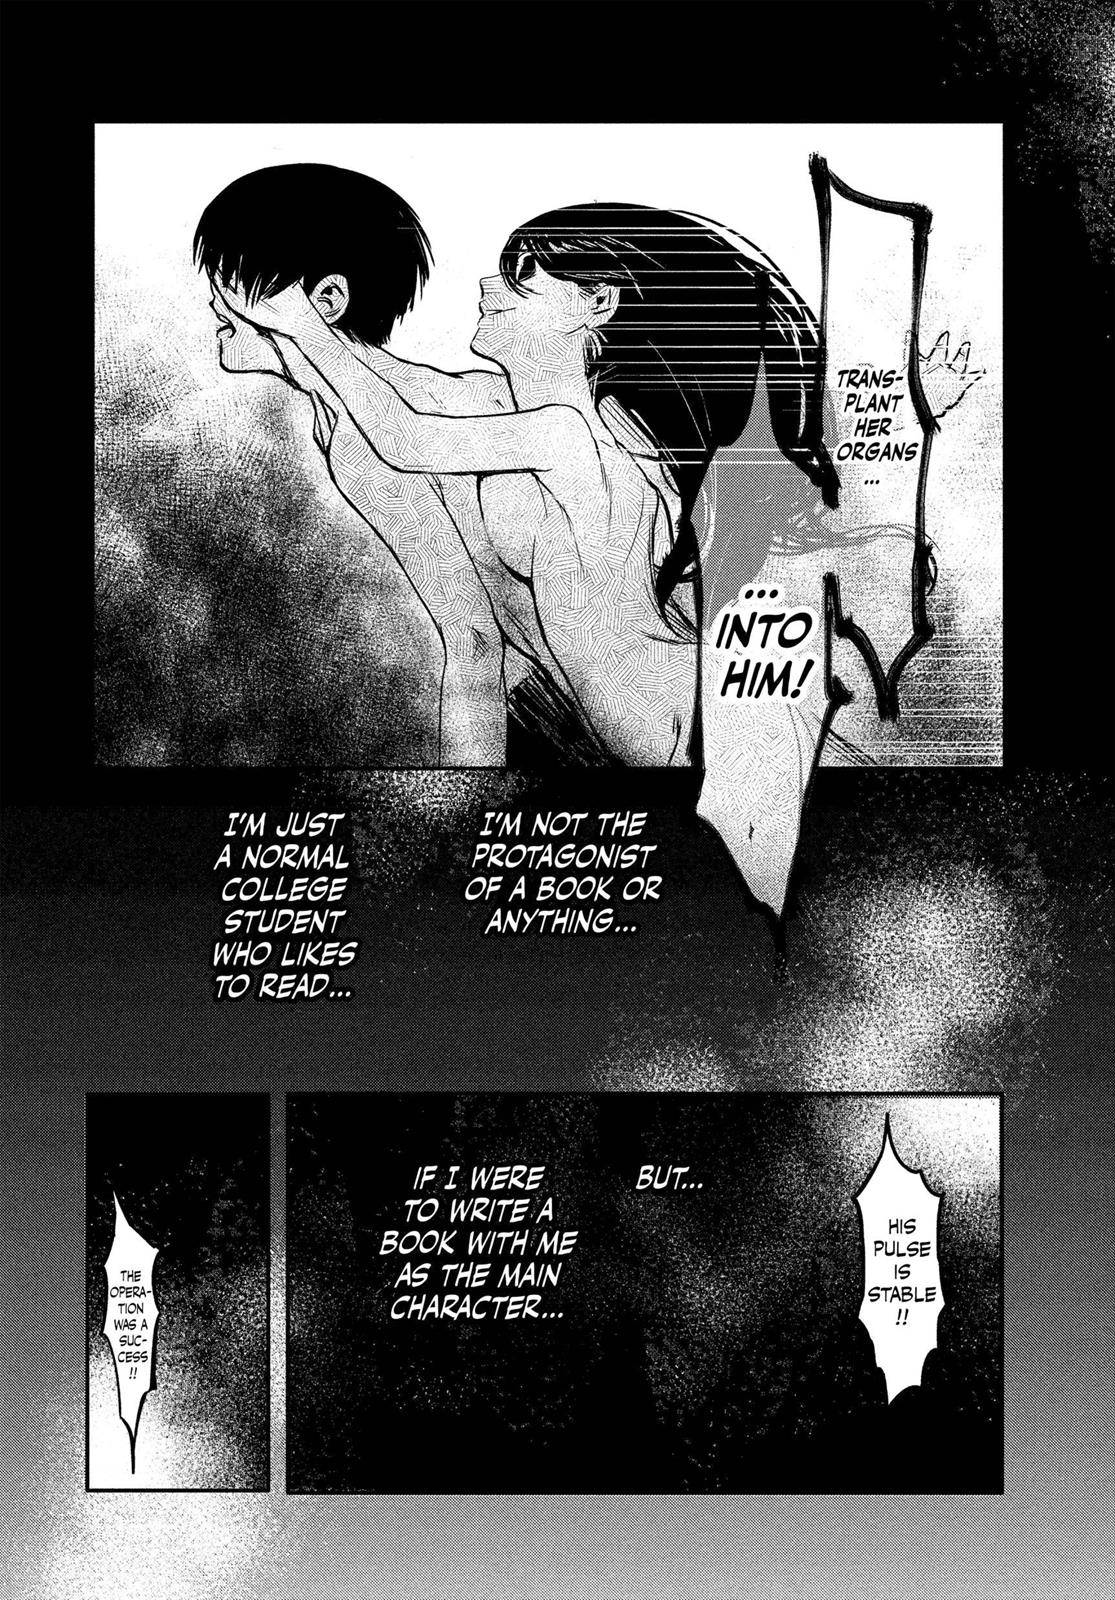 TRANS-
PLANT
HER
ORGANS
...
...
INTO
HIM!
I'M NOT THE
PROTAGONIST
OF A BOOK OR
ANYTHING...
I'M JUST
A NORMAL
COLLEGE
STUDENT
WHO LIKES
TO READ...
HIS
PULSE
IS
STABLE
!!
BUT...
IF I WERE
TO WRITE A
BOOK WITH ME
AS THE MAIN
CHARACTER...
THE
OPERA-
TION
WAS A
SUC-
CESS
!!